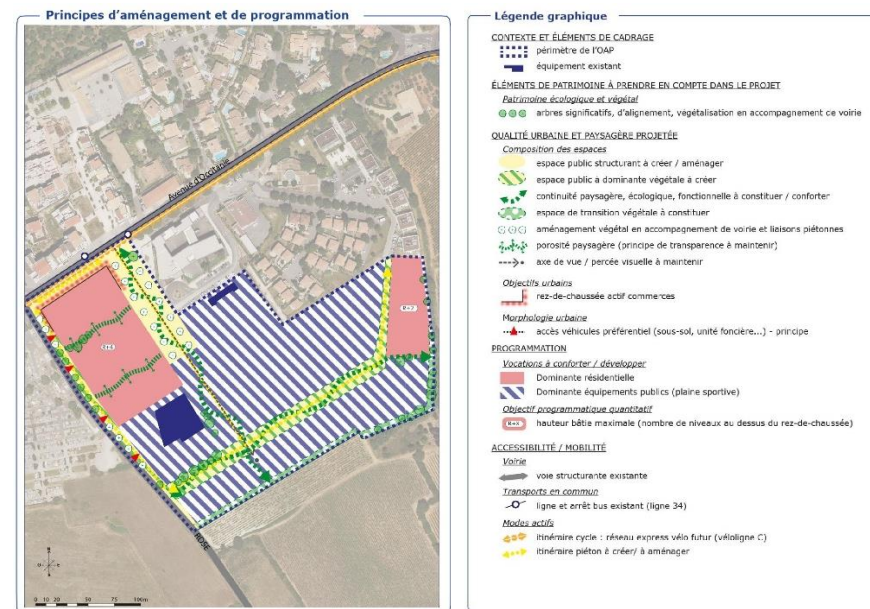 Principes d'aménagement et de programmation
Avenue d'Occitanie
0 10 20 30 50 75 100m
Légende graphique
CONTEXTE ET ÉLÉMENTS DE CADRAGE
périmètre de l'OAP
équipement existant
ÉLÉMENTS DE PATRIMOINE À PRENDRE EN COMPTE DANS LE PROJET
Patrimoine écologique et végétal
arbres significatifs, d'alignement, végétalisation en accompagnement de voirie
QUALITÉ URBAINE ET PAYSAGÈRE PROJETÉE
Composition des espaces
espace public structurant à créer / aménager
espace public à dominante végétale à créer
continuité paysagère, écologique, fonctionnelle à constituer / conforter
espace de transition végétale à constituer
aménagement végétal en accompagnement de voirie et liaisons piétonnes
porosité paysagère (principe de transparence à maintenir)
axe de vue / percée visuelle à maintenir
Objectifs urbains
rez-de-chaussée actif commerces
Morphologie urbaine
accès véhicules préférentiel (sous-sol, unité foncière...) - principe
PROGRAMMATION
Vocations à conforter / développer
Dominante résidentielle
Dominante équipements publics (plaine sportive)
Objectif programmatique quantitatif
hauteur bâtie maximale (nombre de niveaux au dessus du rez-de-chaussée)
ACCESSIBILITÉ / MOBILITÉ
Voirie
voie structurante existante
Transports en commun
ligne et arrêt bus existant (ligne 34)
Modes actifs
itinéraire cycle : réseau express vélo futur (véloligne C)
itinéraire piéton à créer/ à aménager